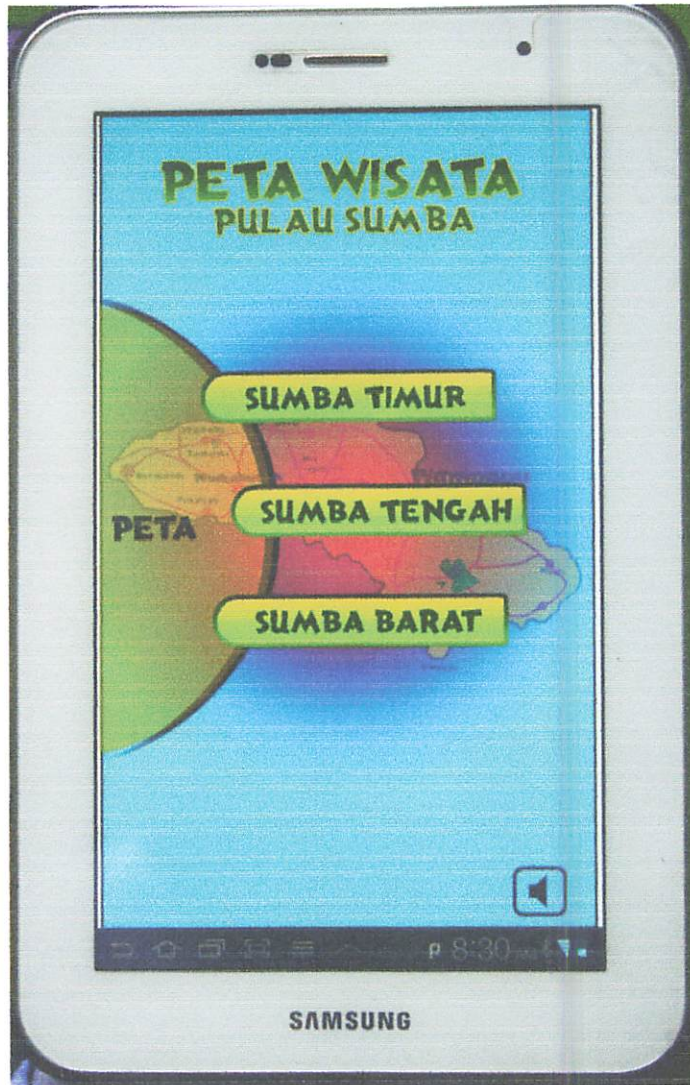 PETA WISATA
PULAU SUMBA
SUMBA TIMUR
SUMBA TENGAH
PETA
SUMBA BARAT
8:30
SAMSUNG